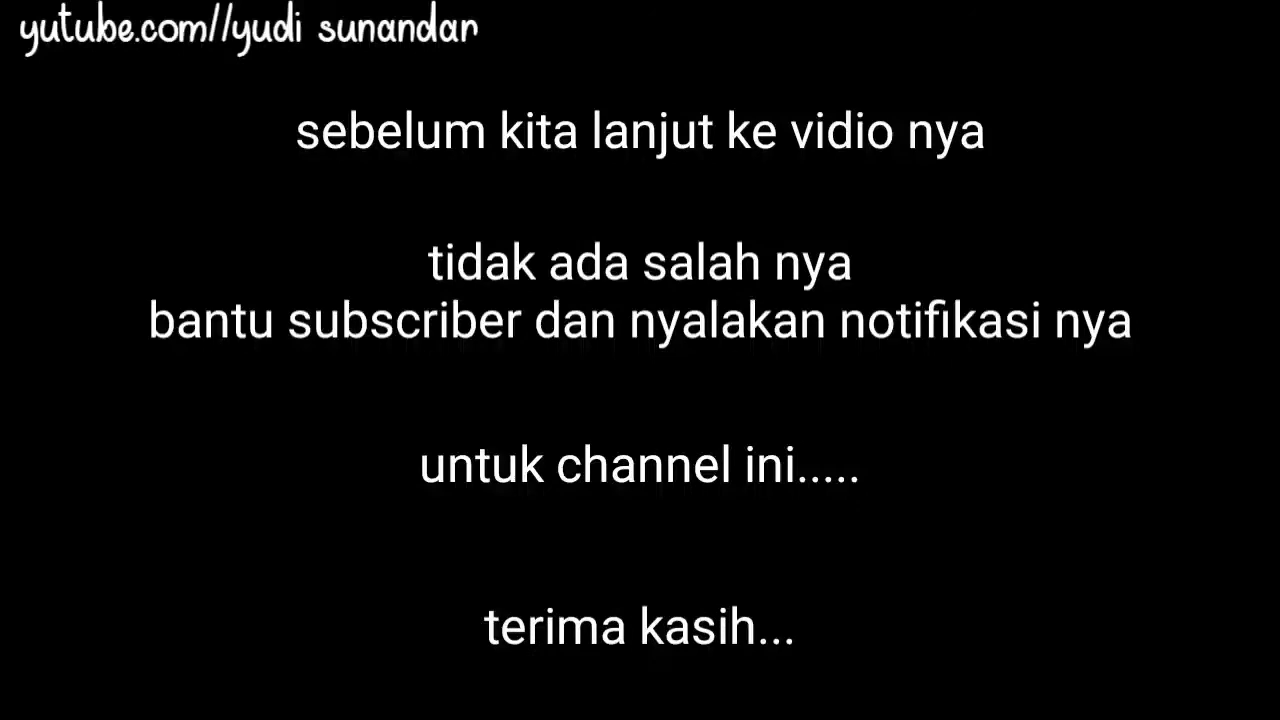 yutube.com//yudi sunandar
sebelum kita lanjut ke vidio nya
tidak ada salah nya
bantu subscriber dan nyalakan notifikasi nya
untuk channel ini.....
terima kasih...